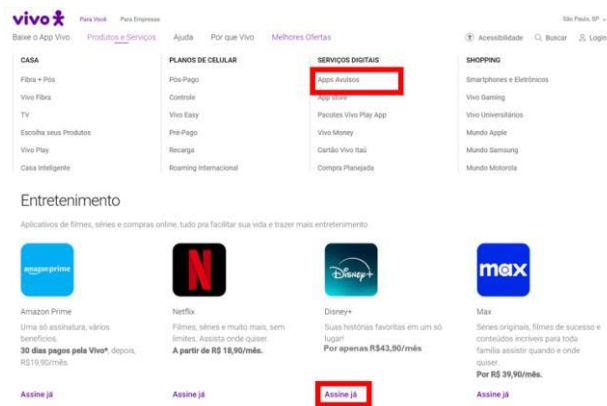 vivo
Para Você Para Empresas
São Paulo, SP
Baixe o App Vivo Produtos e Serviços Ajuda Por que Vivo Melhores Ofertas
Acessibilidade Buscar Login
CASA
Fibra + Pós
Vivo Fibra
TV
Escolha seus Produtos
Vivo Play
Casa Inteligente
PLANOS DE CELULAR
Pós-Pago
Controle
Vivo Easy
Pré-Pago
Recarga
Roaming Internacional
SERVIÇOS DIGITAIS
Apps Avulsos
App Store
Pacotes Vivo Play App
Vivo Money
Cartão Vivo Itaú
Compra Planejada
SHOPPING
Smartphones e Eletrônicos
Vivo Gaming
Vivo Universitários
Mundo Apple
Mundo Samsung
Mundo Motorola
Entretenimento
Aplicativos de filmes, séries e compras online, tudo pra facilitar sua vida e trazer mais entretenimento
amazon prime
Amazon Prime
Uma só assinatura, vários
benefícios.
30 dias pagos pela Vivo*, depois,
R$19,90/mês.
Assine já
N
Netflix
Filmes, séries e muito mais, sem
limites. Assista onde quiser.
A partir de R$ 18,90/mês.
Assine já
Disney+
Disney+
Suas histórias favoritas em um só
lugar!
Por apenas R$43,90/mês
Assine já
max
Max
Séries originais, filmes de sucesso e
conteúdos incríveis para toda
família assistir quando e onde
quiser.
Por R$ 39,90/mês.
Assine já